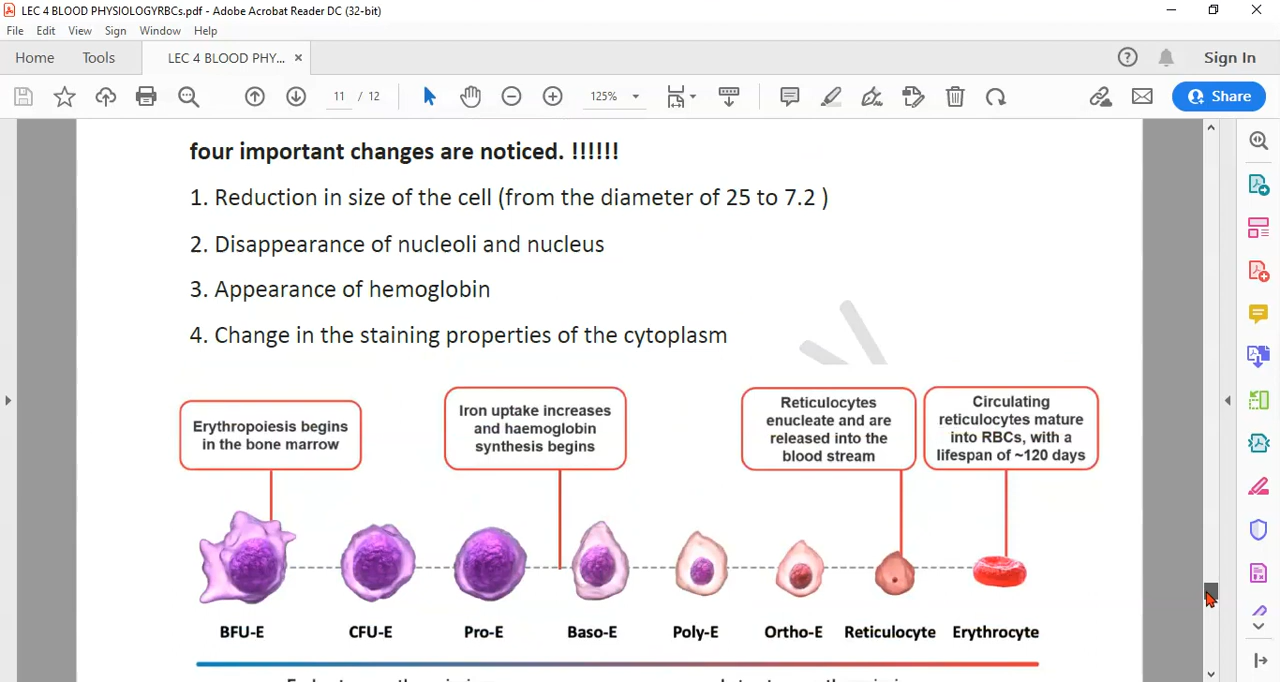 LEC 4 BLOOD PHYSIOLOGYRBCs.pdf - Adobe Acrobat Reader DC (32-bit)
File Edit View Sign Window Help
Home Tools LEC 4 BLOOD PHY... × Sign In
11 / 12 125% Share
four important changes are noticed. !!!!!!
1. Reduction in size of the cell (from the diameter of 25 to 7.2 )
2. Disappearance of nucleoli and nucleus
3. Appearance of hemoglobin
4. Change in the staining properties of the cytoplasm
Erythropoiesis begins
in the bone marrow
Iron uptake increases
and haemoglobin
synthesis begins
Reticulocytes
enucleate and are
released into the
blood stream
Circulating
reticulocytes mature
into RBCs, with a
lifespan of ~120 days
BFU-E CFU-E Pro-E Baso-E Poly-E Ortho-E Reticulocyte Erythrocyte